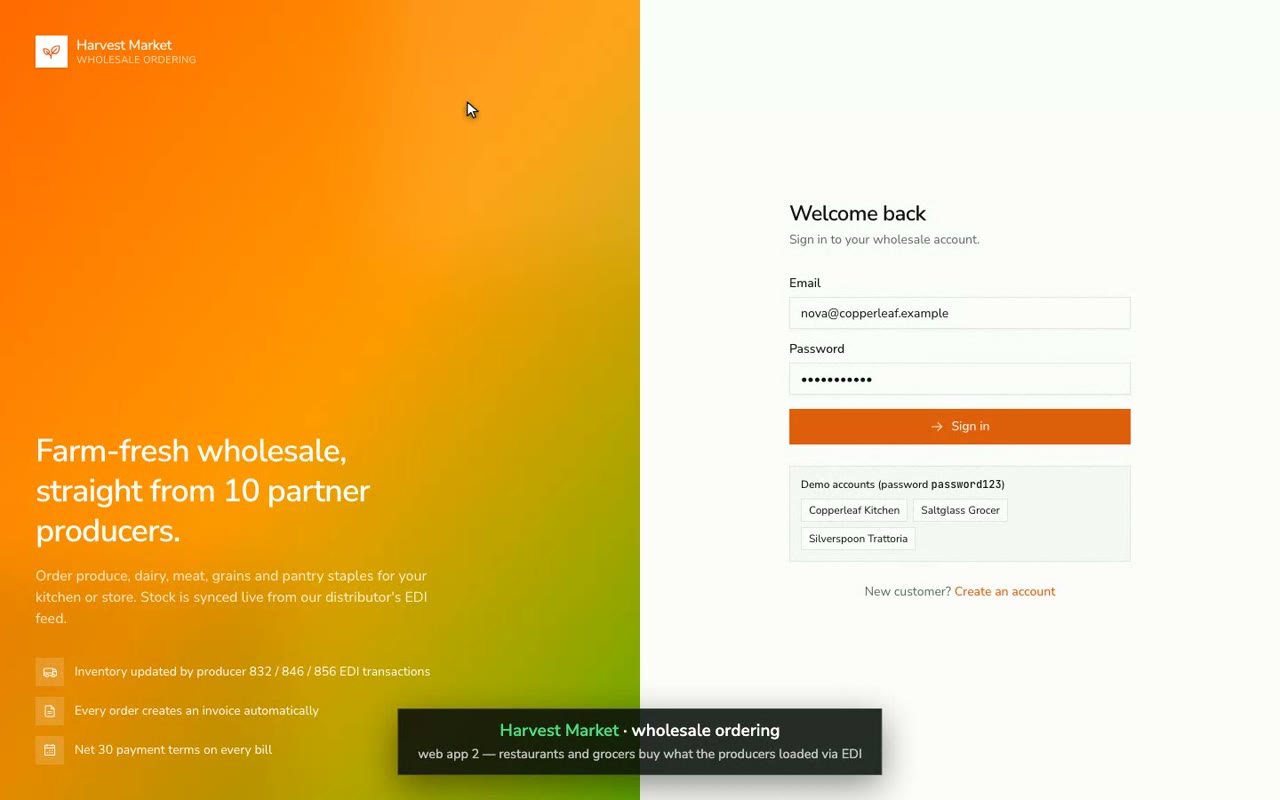 Harvest Market
WHOLESALE ORDERING
Farm-fresh wholesale,
straight from 10 partner
producers.
Order produce, dairy, meat, grains and pantry staples for your
kitchen or store. Stock is synced live from our distributor's EDI
feed.
Inventory updated by producer 832 / 846 / 856 EDI transactions
Every order creates an invoice automatically
Net 30 payment terms on every bill
Welcome back
Sign in to your wholesale account.
Email
nova@copperleaf.example
Password
•••••••••••
Sign in
Demo accounts (password password123)
Copperleaf Kitchen
Saltglass Grocer
Silverspoon Trattoria
New customer? Create an account
Harvest Market · wholesale ordering
web app 2 — restaurants and grocers buy what the producers loaded via EDI